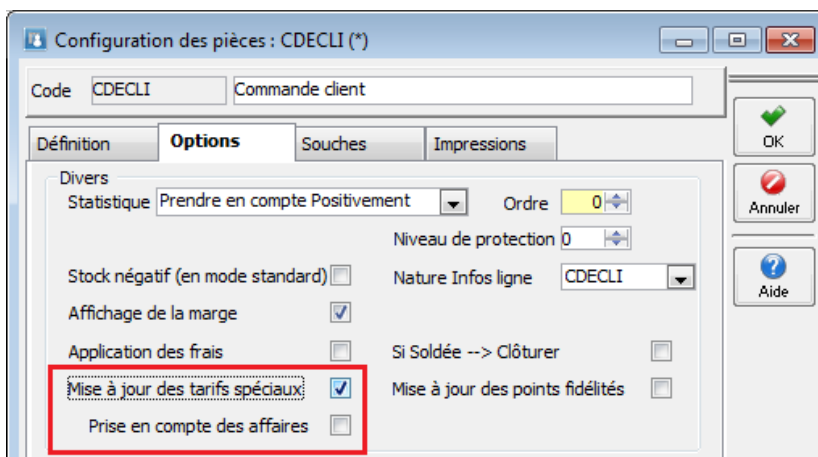 Configuration des pièces : CDECLI (*)
Code CDECLI Commande client
Définition Options Souches Impressions
OK
Divers
Statistique Prendre en compte Positivement Ordre 0
Annuler
Niveau de protection 0
Stock négatif (en mode standard) Nature Infos ligne CDECLI
Aide
Affichage de la marge
Application des frais Si Soldée --> Clôturer
Mise à jour des tarifs spéciaux Mise à jour des points fidélités
Prise en compte des affaires